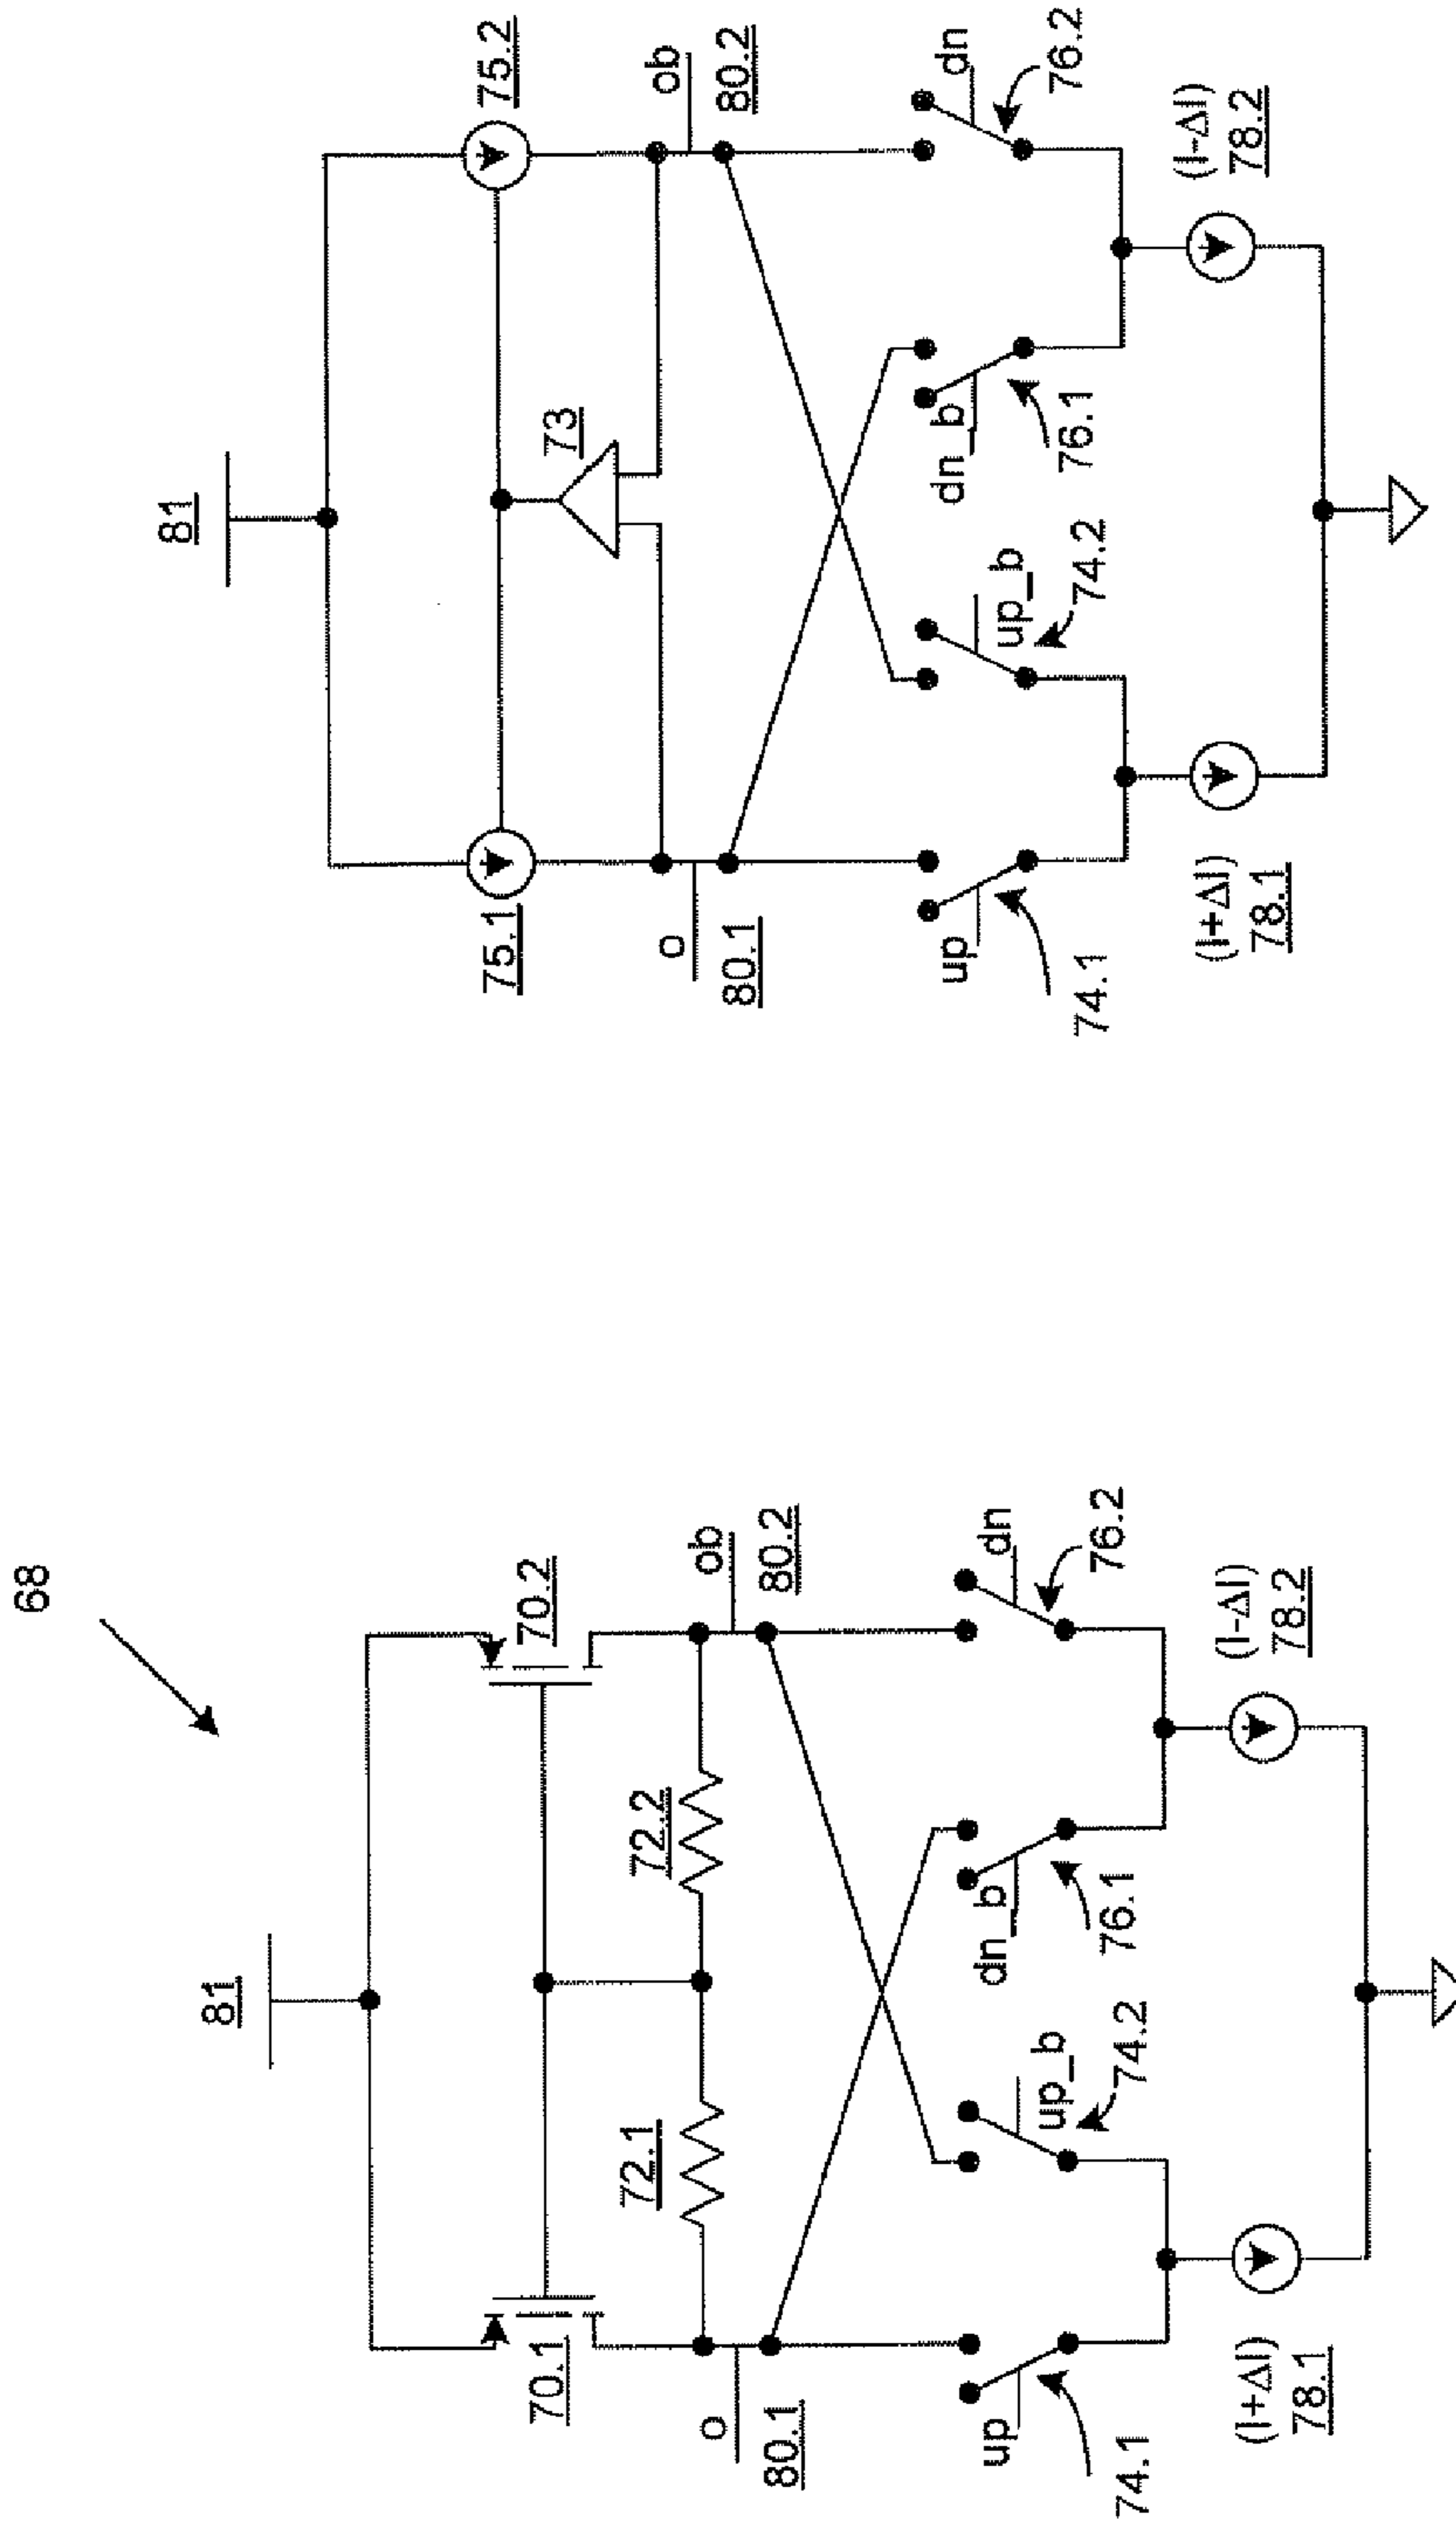 68
81
70.1
70.2
72.1
72.2
o
80.1
ob
80.2
up
74.1
up_b
74.2
dn_b
76.1
dn
76.2
(I+ΔI)
78.1
(I-ΔI)
78.2
81
75.1
75.2
73
o
80.1
ob
80.2
up
74.1
up_b
74.2
dn_b
76.1
dn
76.2
(I+ΔI)
78.1
(I-ΔI)
78.2